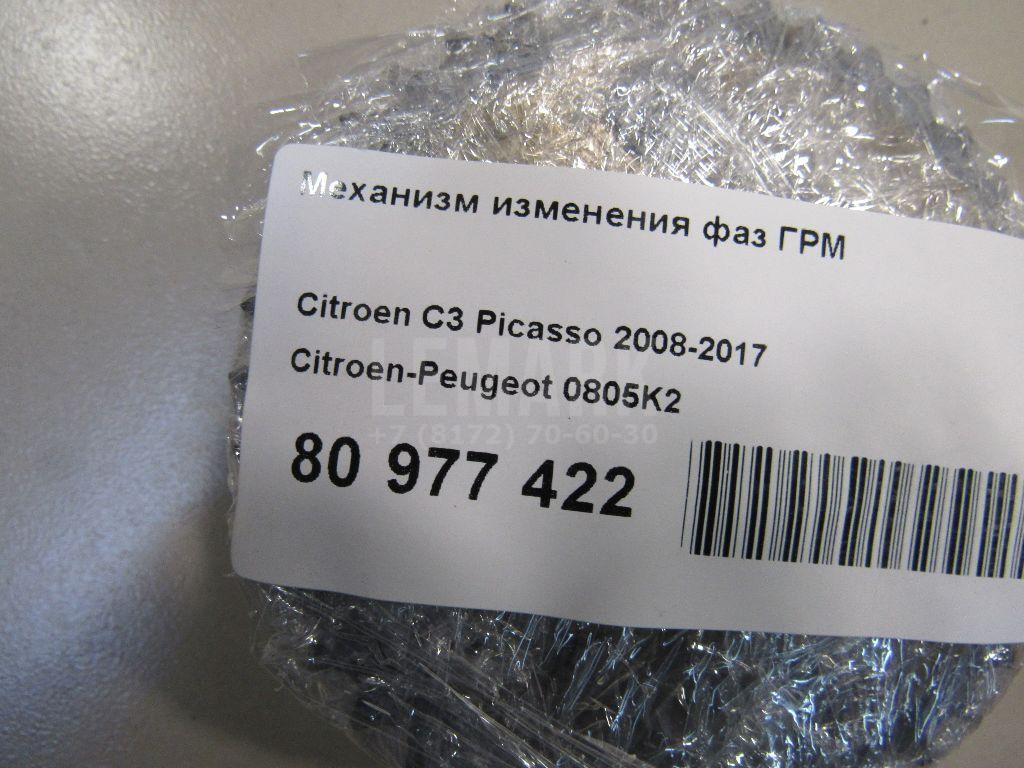 Механизм изменения фаз ГРМ
Citroen C3 Picasso 2008-2017
LEMARK
Citroen-Peugeot 0805K2
+7 (8172) 70-60-30
80 977 422